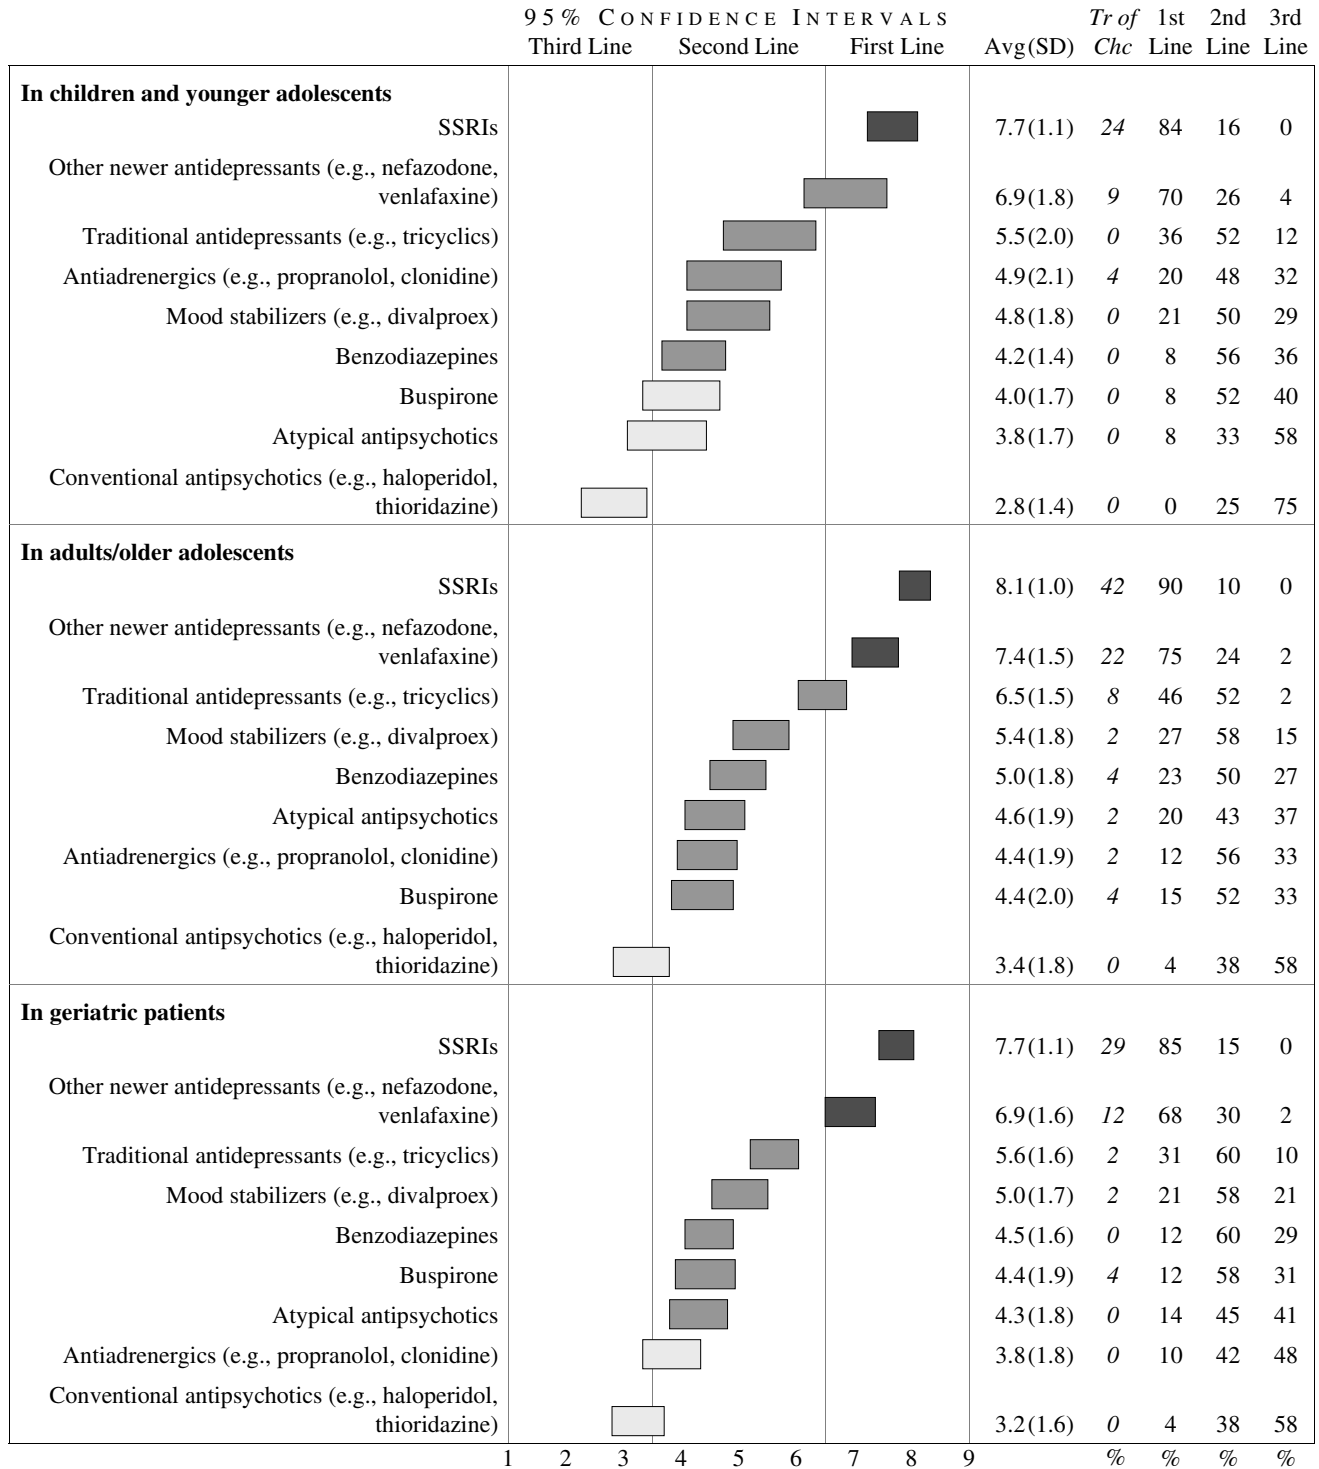 95% CONFIDENCE INTERVALS Tr of 1st 2nd 3rd
Third Line Second Line First Line Avg(SD) Chc Line Line Line
In children and younger adolescents
SSRIs 7.7(1.1) 24 84 16 0
Other newer antidepressants (e.g., nefazodone,
venlafaxine) 6.9(1.8) 9 70 26 4
Traditional antidepressants (e.g., tricyclics) 5.5(2.0) 0 36 52 12
Antiadrenergics (e.g., propranolol, clonidine) 4.9(2.1) 4 20 48 32
Mood stabilizers (e.g., divalproex) 4.8(1.8) 0 21 50 29
Benzodiazepines 4.2(1.4) 0 8 56 36
Buspirone 4.0(1.7) 0 8 52 40
Atypical antipsychotics 3.8(1.7) 0 8 33 58
Conventional antipsychotics (e.g., haloperidol,
thioridazine) 2.8(1.4) 0 0 25 75
In adults/older adolescents
SSRIs 8.1(1.0) 42 90 10 0
Other newer antidepressants (e.g., nefazodone,
venlafaxine) 7.4(1.5) 22 75 24 2
Traditional antidepressants (e.g., tricyclics) 6.5(1.5) 8 46 52 2
Mood stabilizers (e.g., divalproex) 5.4(1.8) 2 27 58 15
Benzodiazepines 5.0(1.8) 4 23 50 27
Atypical antipsychotics 4.6(1.9) 2 20 43 37
Antiadrenergics (e.g., propranolol, clonidine) 4.4(1.9) 2 12 56 33
Buspirone 4.4(2.0) 4 15 52 33
Conventional antipsychotics (e.g., haloperidol,
thioridazine) 3.4(1.8) 0 4 38 58
In geriatric patients
SSRIs 7.7(1.1) 29 85 15 0
Other newer antidepressants (e.g., nefazodone,
venlafaxine) 6.9(1.6) 12 68 30 2
Traditional antidepressants (e.g., tricyclics) 5.6(1.6) 2 31 60 10
Mood stabilizers (e.g., divalproex) 5.0(1.7) 2 21 58 21
Benzodiazepines 4.5(1.6) 0 12 60 29
Buspirone 4.4(1.9) 4 12 58 31
Atypical antipsychotics 4.3(1.8) 0 14 45 41
Antiadrenergics (e.g., propranolol, clonidine) 3.8(1.8) 0 10 42 48
Conventional antipsychotics (e.g., haloperidol,
thioridazine) 3.2(1.6) 0 4 38 58
1 2 3 4 5 6 7 8 9 % % % %